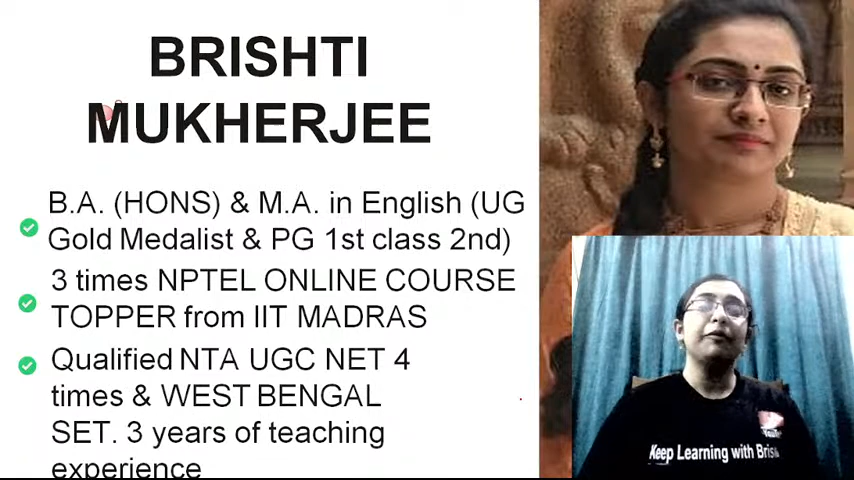 BRISHTI
MUKHERJEE
B.A. (HONS) & M.A. in English (UG
Gold Medalist & PG 1st class 2nd)
3 times NPTEL ONLINE COURSE
TOPPER from IIT MADRAS
Qualified NTA UGC NET 4
times & WEST BENGAL
SET. 3 years of teaching
experience
Keep Learning with Bris